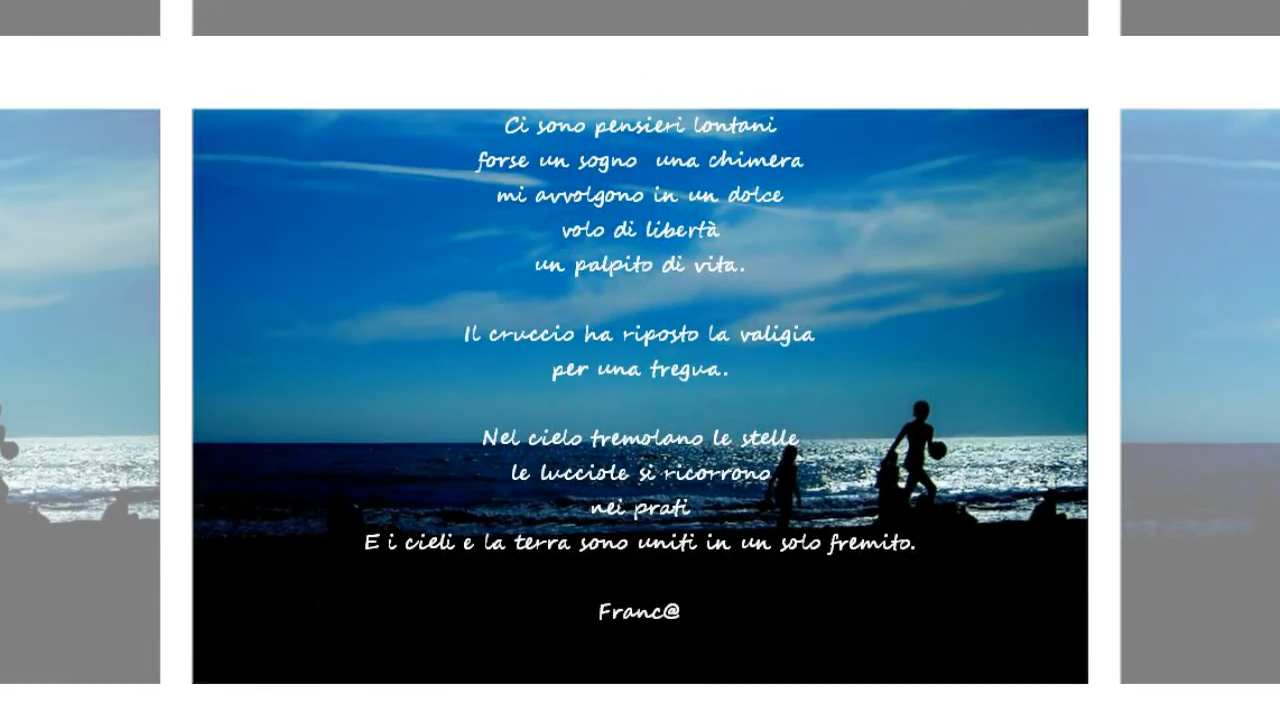 Ci sono pensieri lontani
forse un sogno una chimera
mi avvolgono in un dolce
volo di libertà
un palpito di vita.
Il cruccio ha riposto la valigia
per una tregua.
Nel cielo tremolano le stelle
le lucciole si ricorrono
nei prati
E i cieli e la terra sono uniti in un solo fremito.
Franc@